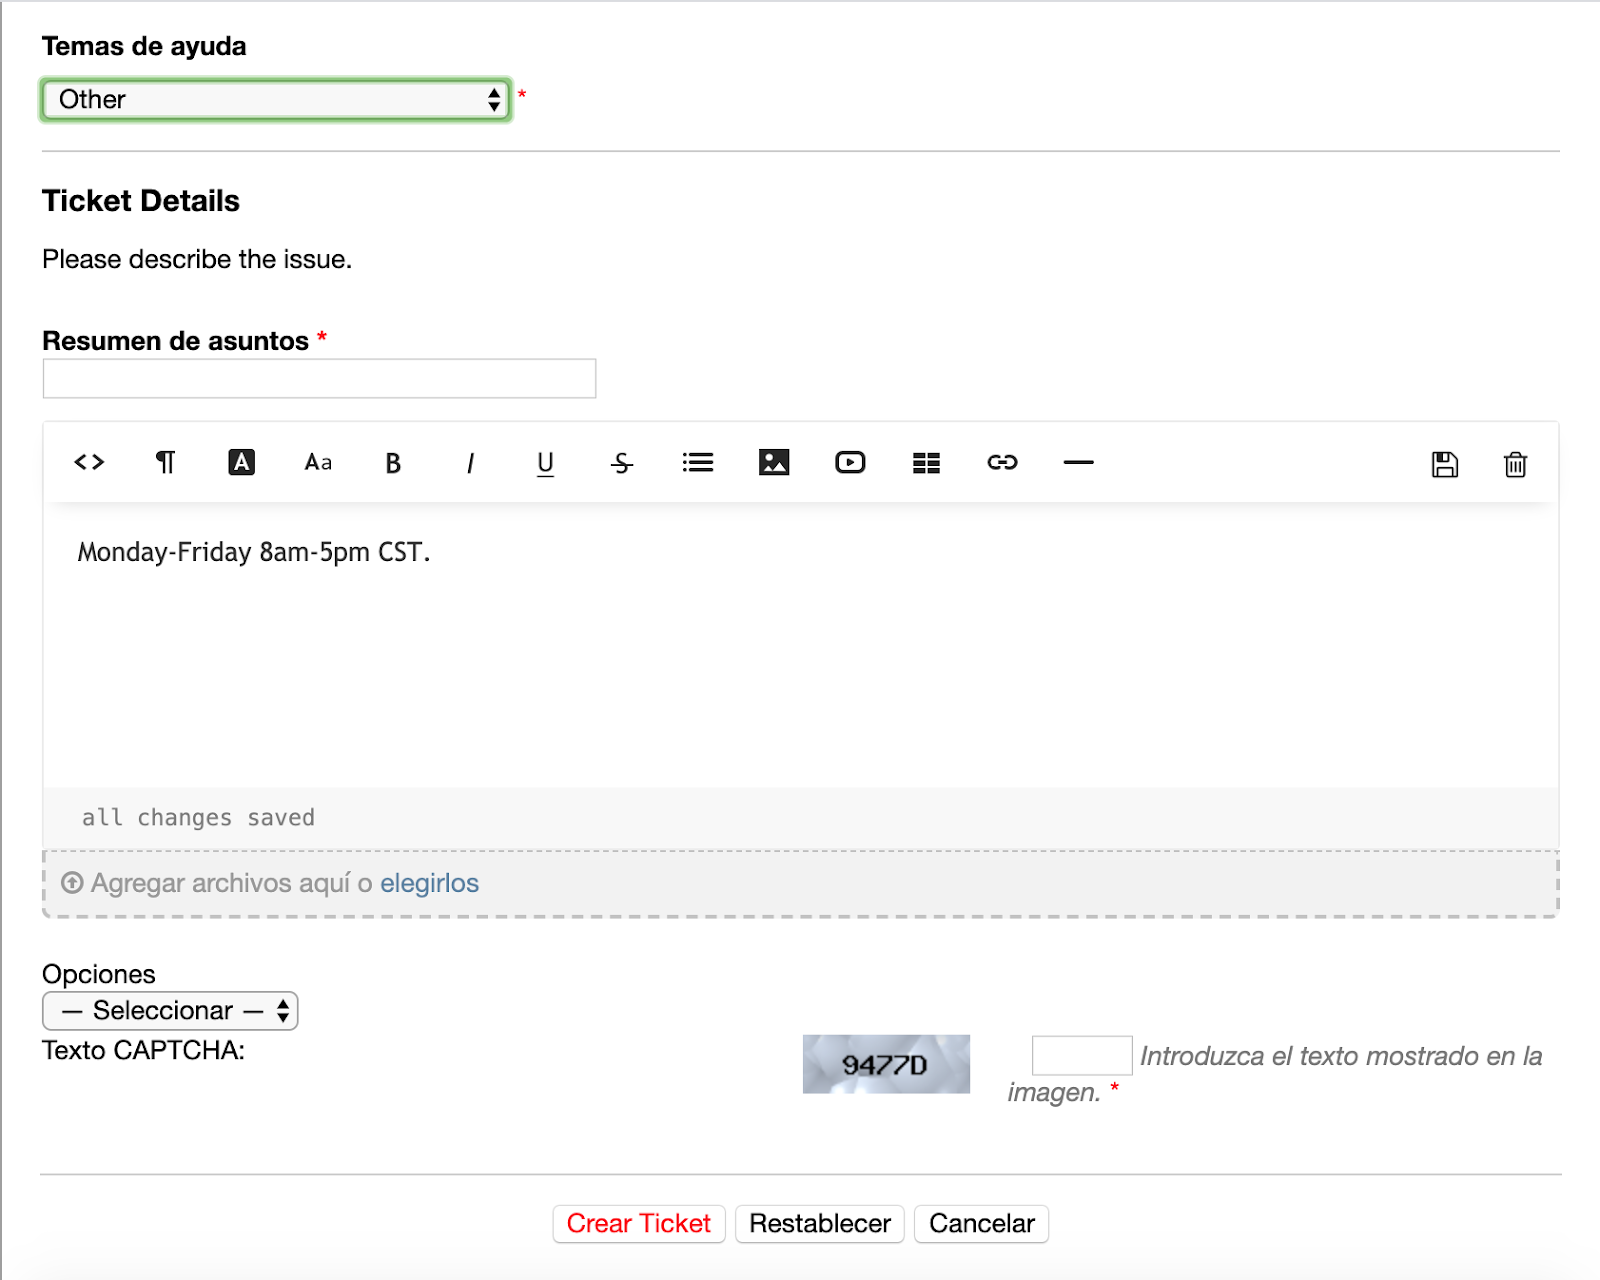 Temas de ayuda
Other *
Ticket Details
Please describe the issue.
Resumen de asuntos *
<> ¶ A Aa B I U S
Monday-Friday 8am-5pm CST.
all changes saved
Agregar archivos aquí o elegirlos
Opciones
— Seleccionar —
Texto CAPTCHA:
9477D
Introduzca el texto mostrado en la
imagen. *
Crear Ticket Restablecer Cancelar